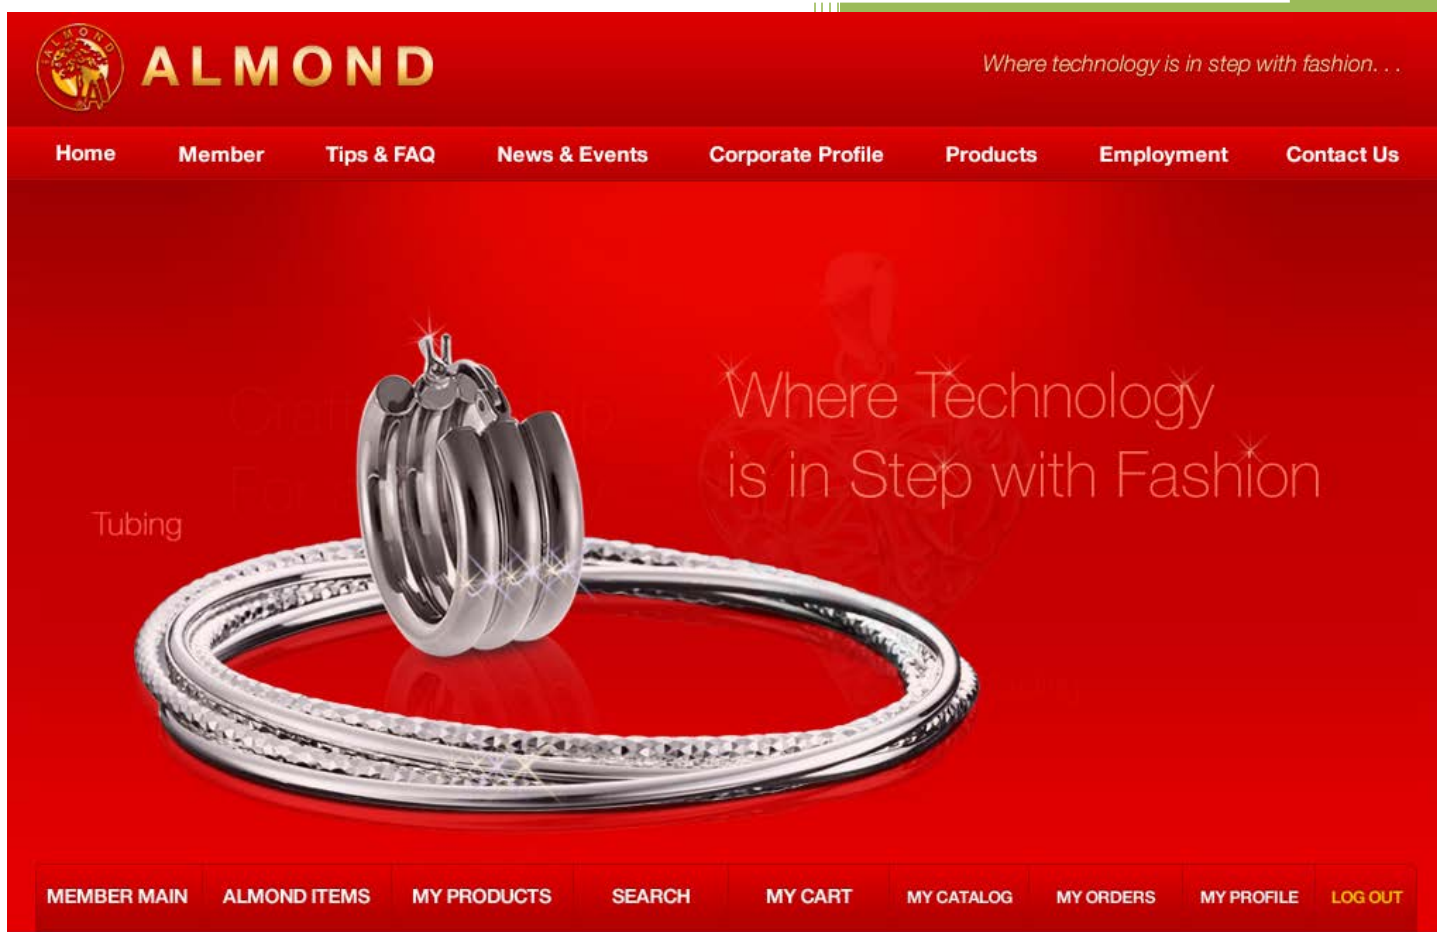 ALMOND
ALMOND
Where technology is in step with fashion. . .
Home Member Tips & FAQ News & Events Corporate Profile Products Employment Contact Us
Where Technology
is in Step with Fashion
Tubing
MEMBER MAIN ALMOND ITEMS MY PRODUCTS SEARCH MY CART MY CATALOG MY ORDERS MY PROFILE LOG OUT